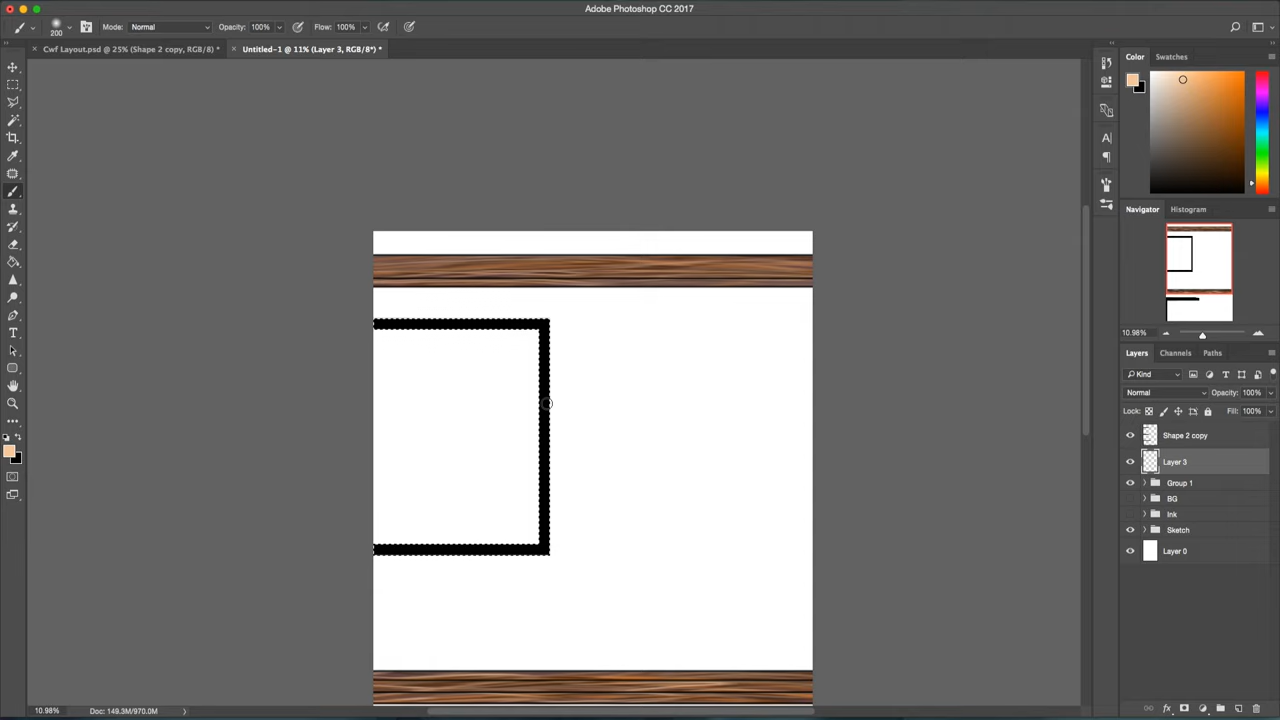 Adobe Photoshop CC 2017
200 Mode: Normal Opacity: 100% Flow: 100%
Cwf Layout.psd @ 25% (Shape 2 copy, RGB/8) * Untitled-1 @ 11% (Layer 3, RGB/8*) *
Color Swatches
Navigator Histogram
10.98%
Layers Channels Paths
Kind
Normal Opacity: 100%
Lock: Fill: 100%
Shape 2 copy
Layer 3
Group 1
BG
Ink
Sketch
Layer 0
10.98% Doc: 149.3M/970.0M